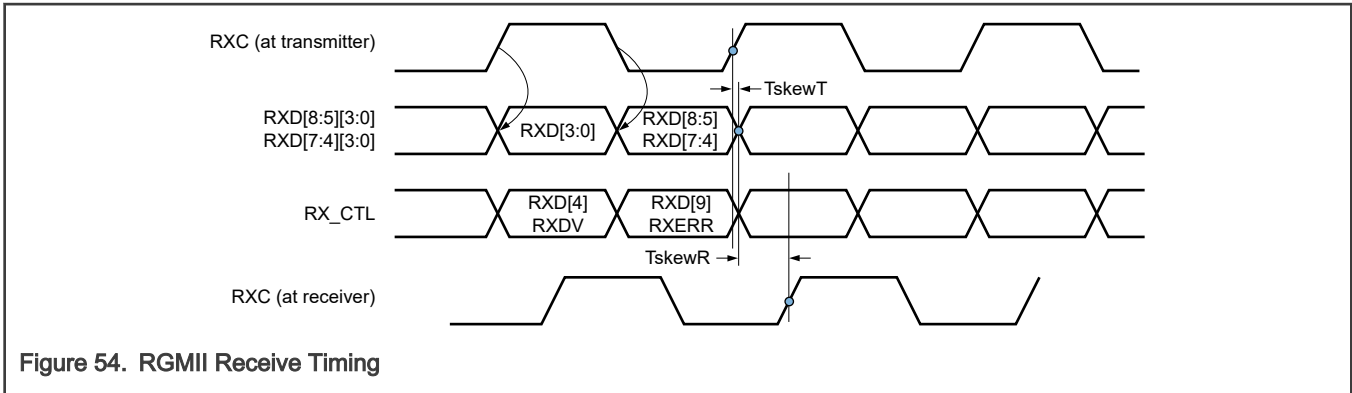 RXC (at transmitter)
TskewT
RXD[8:5][3:0]
RXD[7:4][3:0]
RXD[3:0]
RXD[8:5]
RXD[7:4]
RX_CTL
RXD[4]
RXDV
RXD[9]
RXERR
TskewR
RXC (at receiver)
Figure 54. RGMII Receive Timing